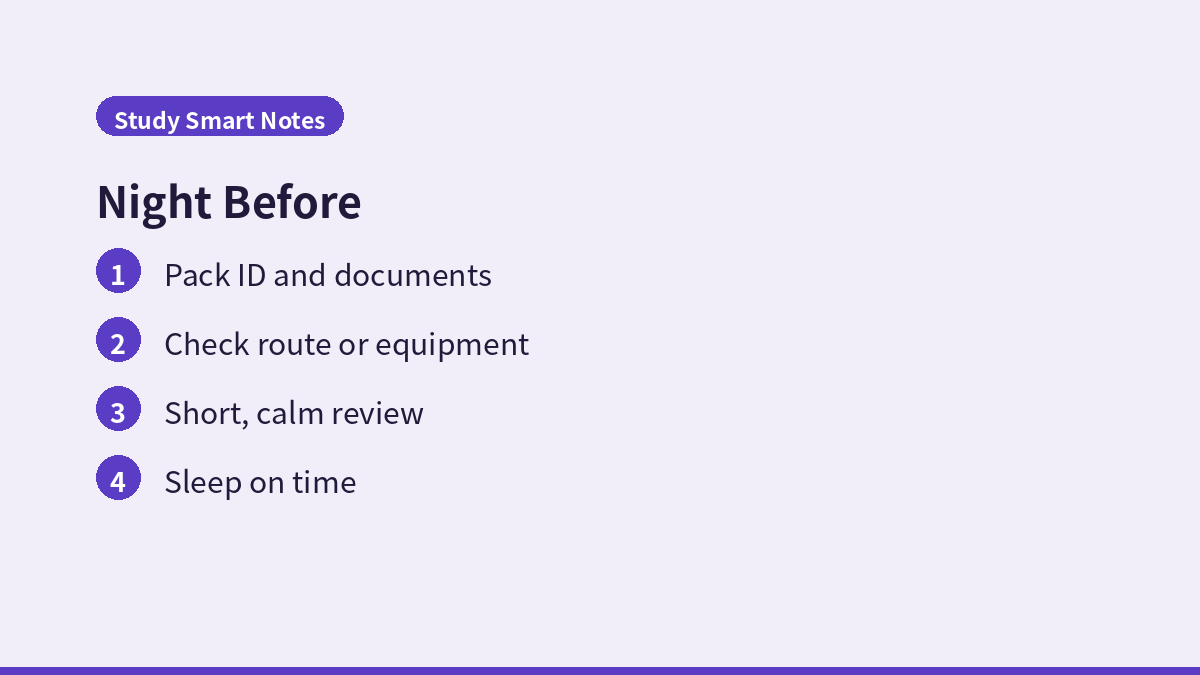 Study Smart Notes
Night Before
1 Pack ID and documents
2 Check route or equipment
3 Short, calm review
4 Sleep on time